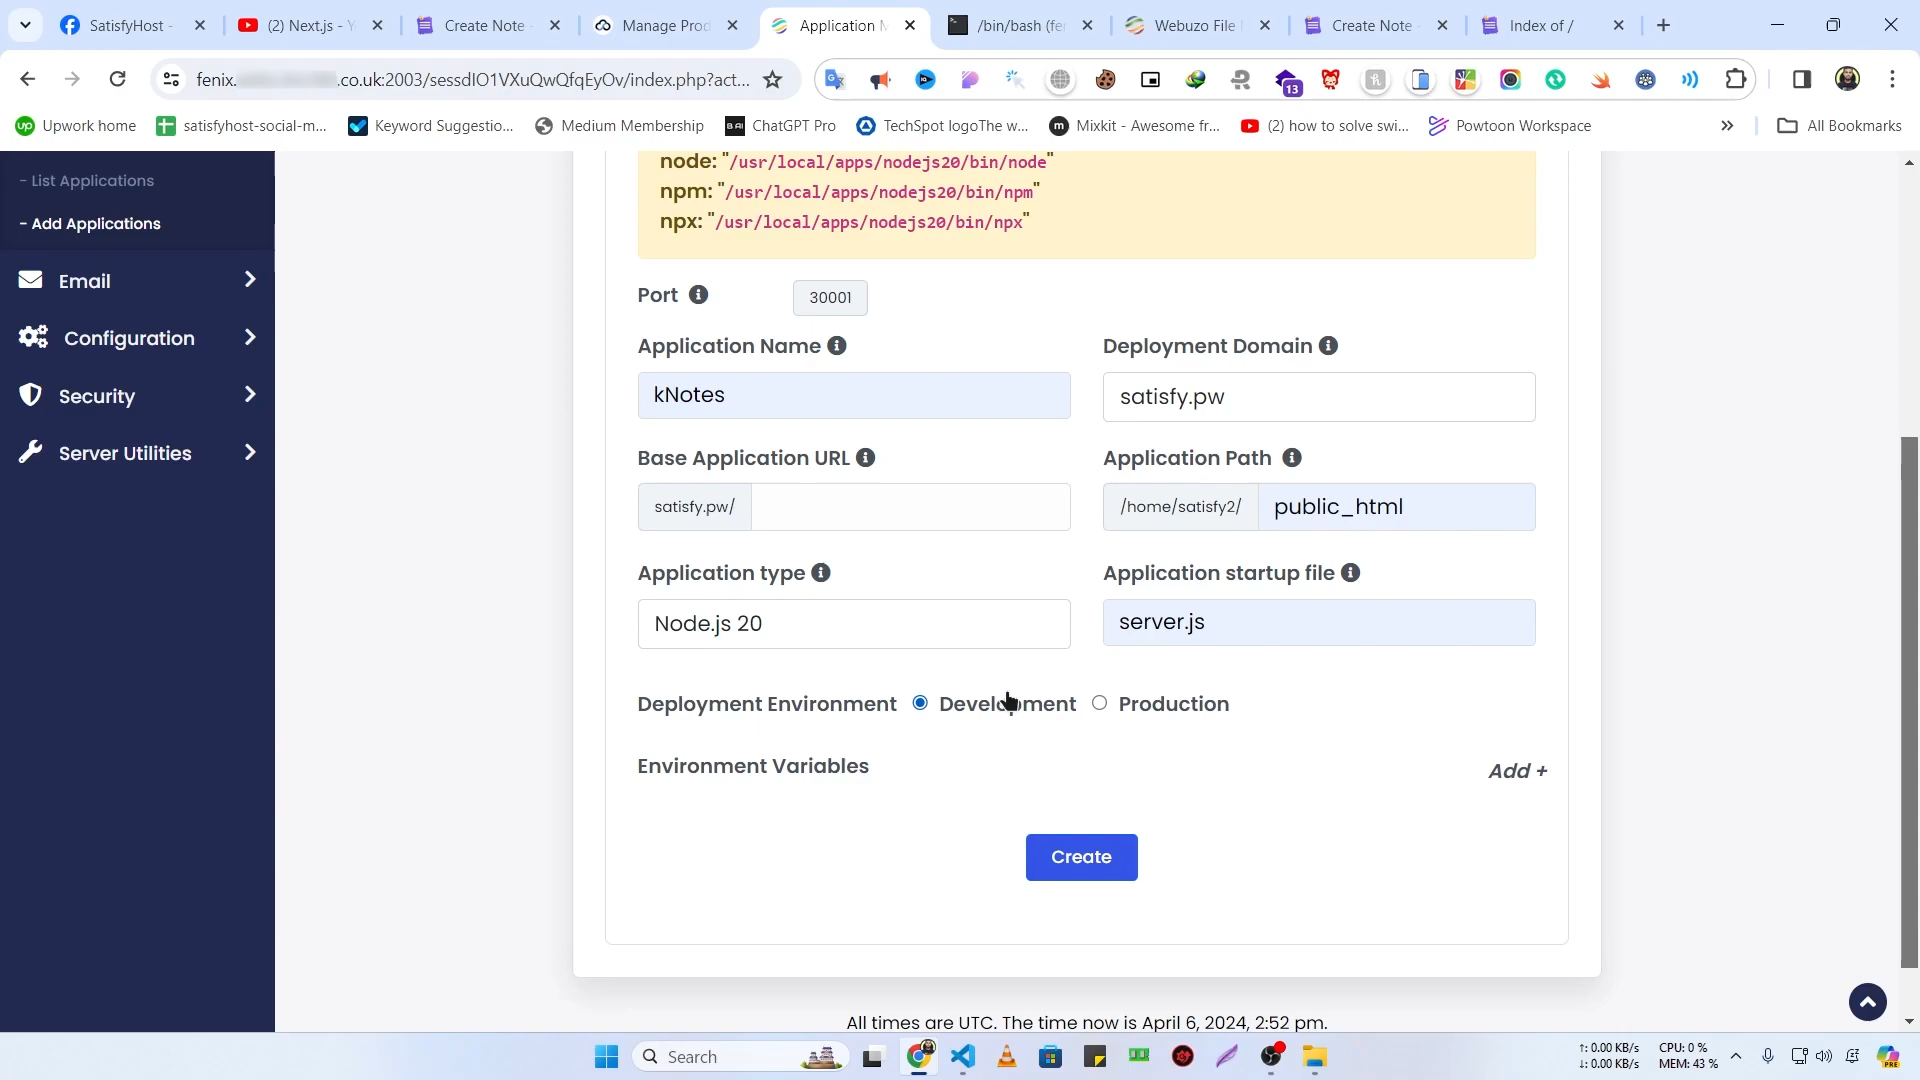 SatisfyHost -
(2) Next.js - Y
Create Note -
Manage Prod
Application M
/bin/bash (fe
Webuzo File
Create Note -
Index of /
fenix.
.co.uk:2003/sessdIO1VXuQwQfqEyOv/index.php?act...
13
Upwork home
satisfyhost-social-m...
Keyword Suggestio...
Medium Membership
ChatGPT Pro
TechSpot logoThe w...
Mixkit - Awesome fr...
(2) how to solve swi...
Powtoon Workspace
All Bookmarks
- List Applications
- Add Applications
Email
Configuration
Security
Server Utilities
node: "/usr/local/apps/nodejs20/bin/node"
npm: "/usr/local/apps/nodejs20/bin/npm"
npx: "/usr/local/apps/nodejs20/bin/npx"
Port
30001
Application Name
Deployment Domain
kNotes
satisfy.pw
Base Application URL
Application Path
satisfy.pw/
/home/satisfy2/
public_html
Application type
Application startup file
Node.js 20
server.js
Deployment Environment
Development
Production
Environment Variables
Add +
Create
All times are UTC. The time now is April 6, 2024, 2:52 pm.
Search
↑: 0.00 KB/s
↓: 0.00 KB/s
CPU: 0 %
MEM: 43 %